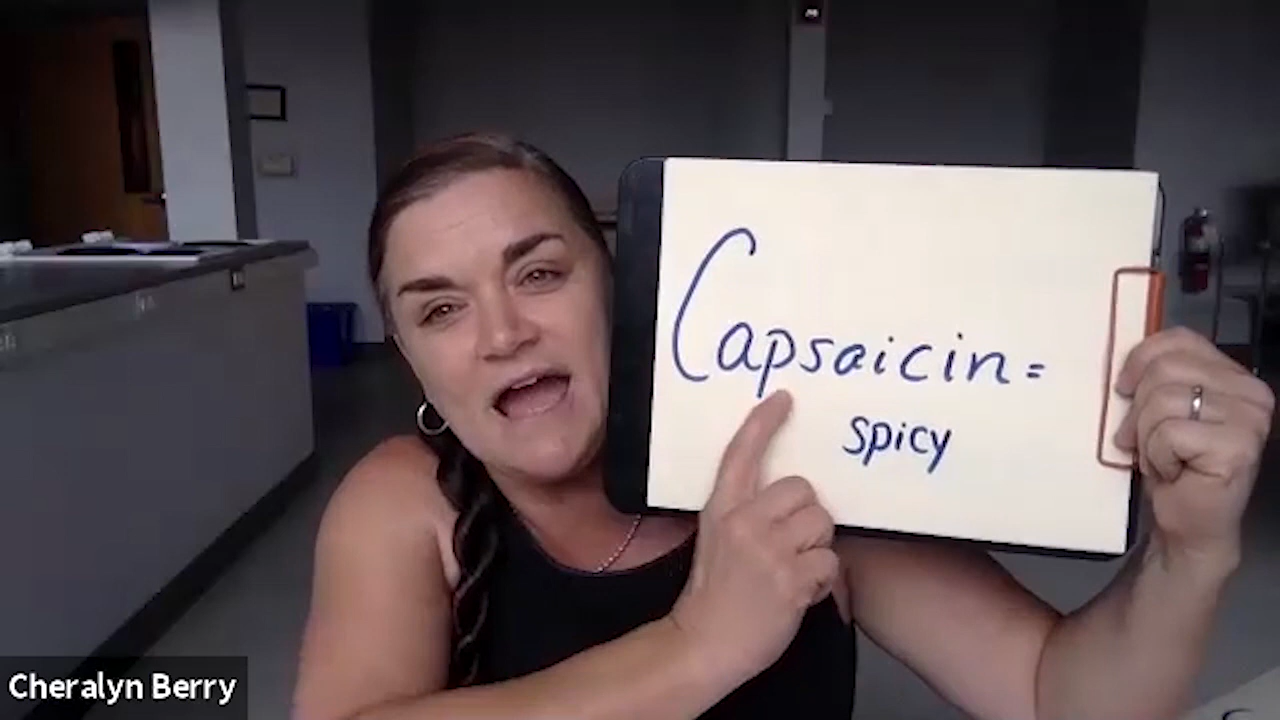 Capsaicin =
spicy
Cheralyn Berry